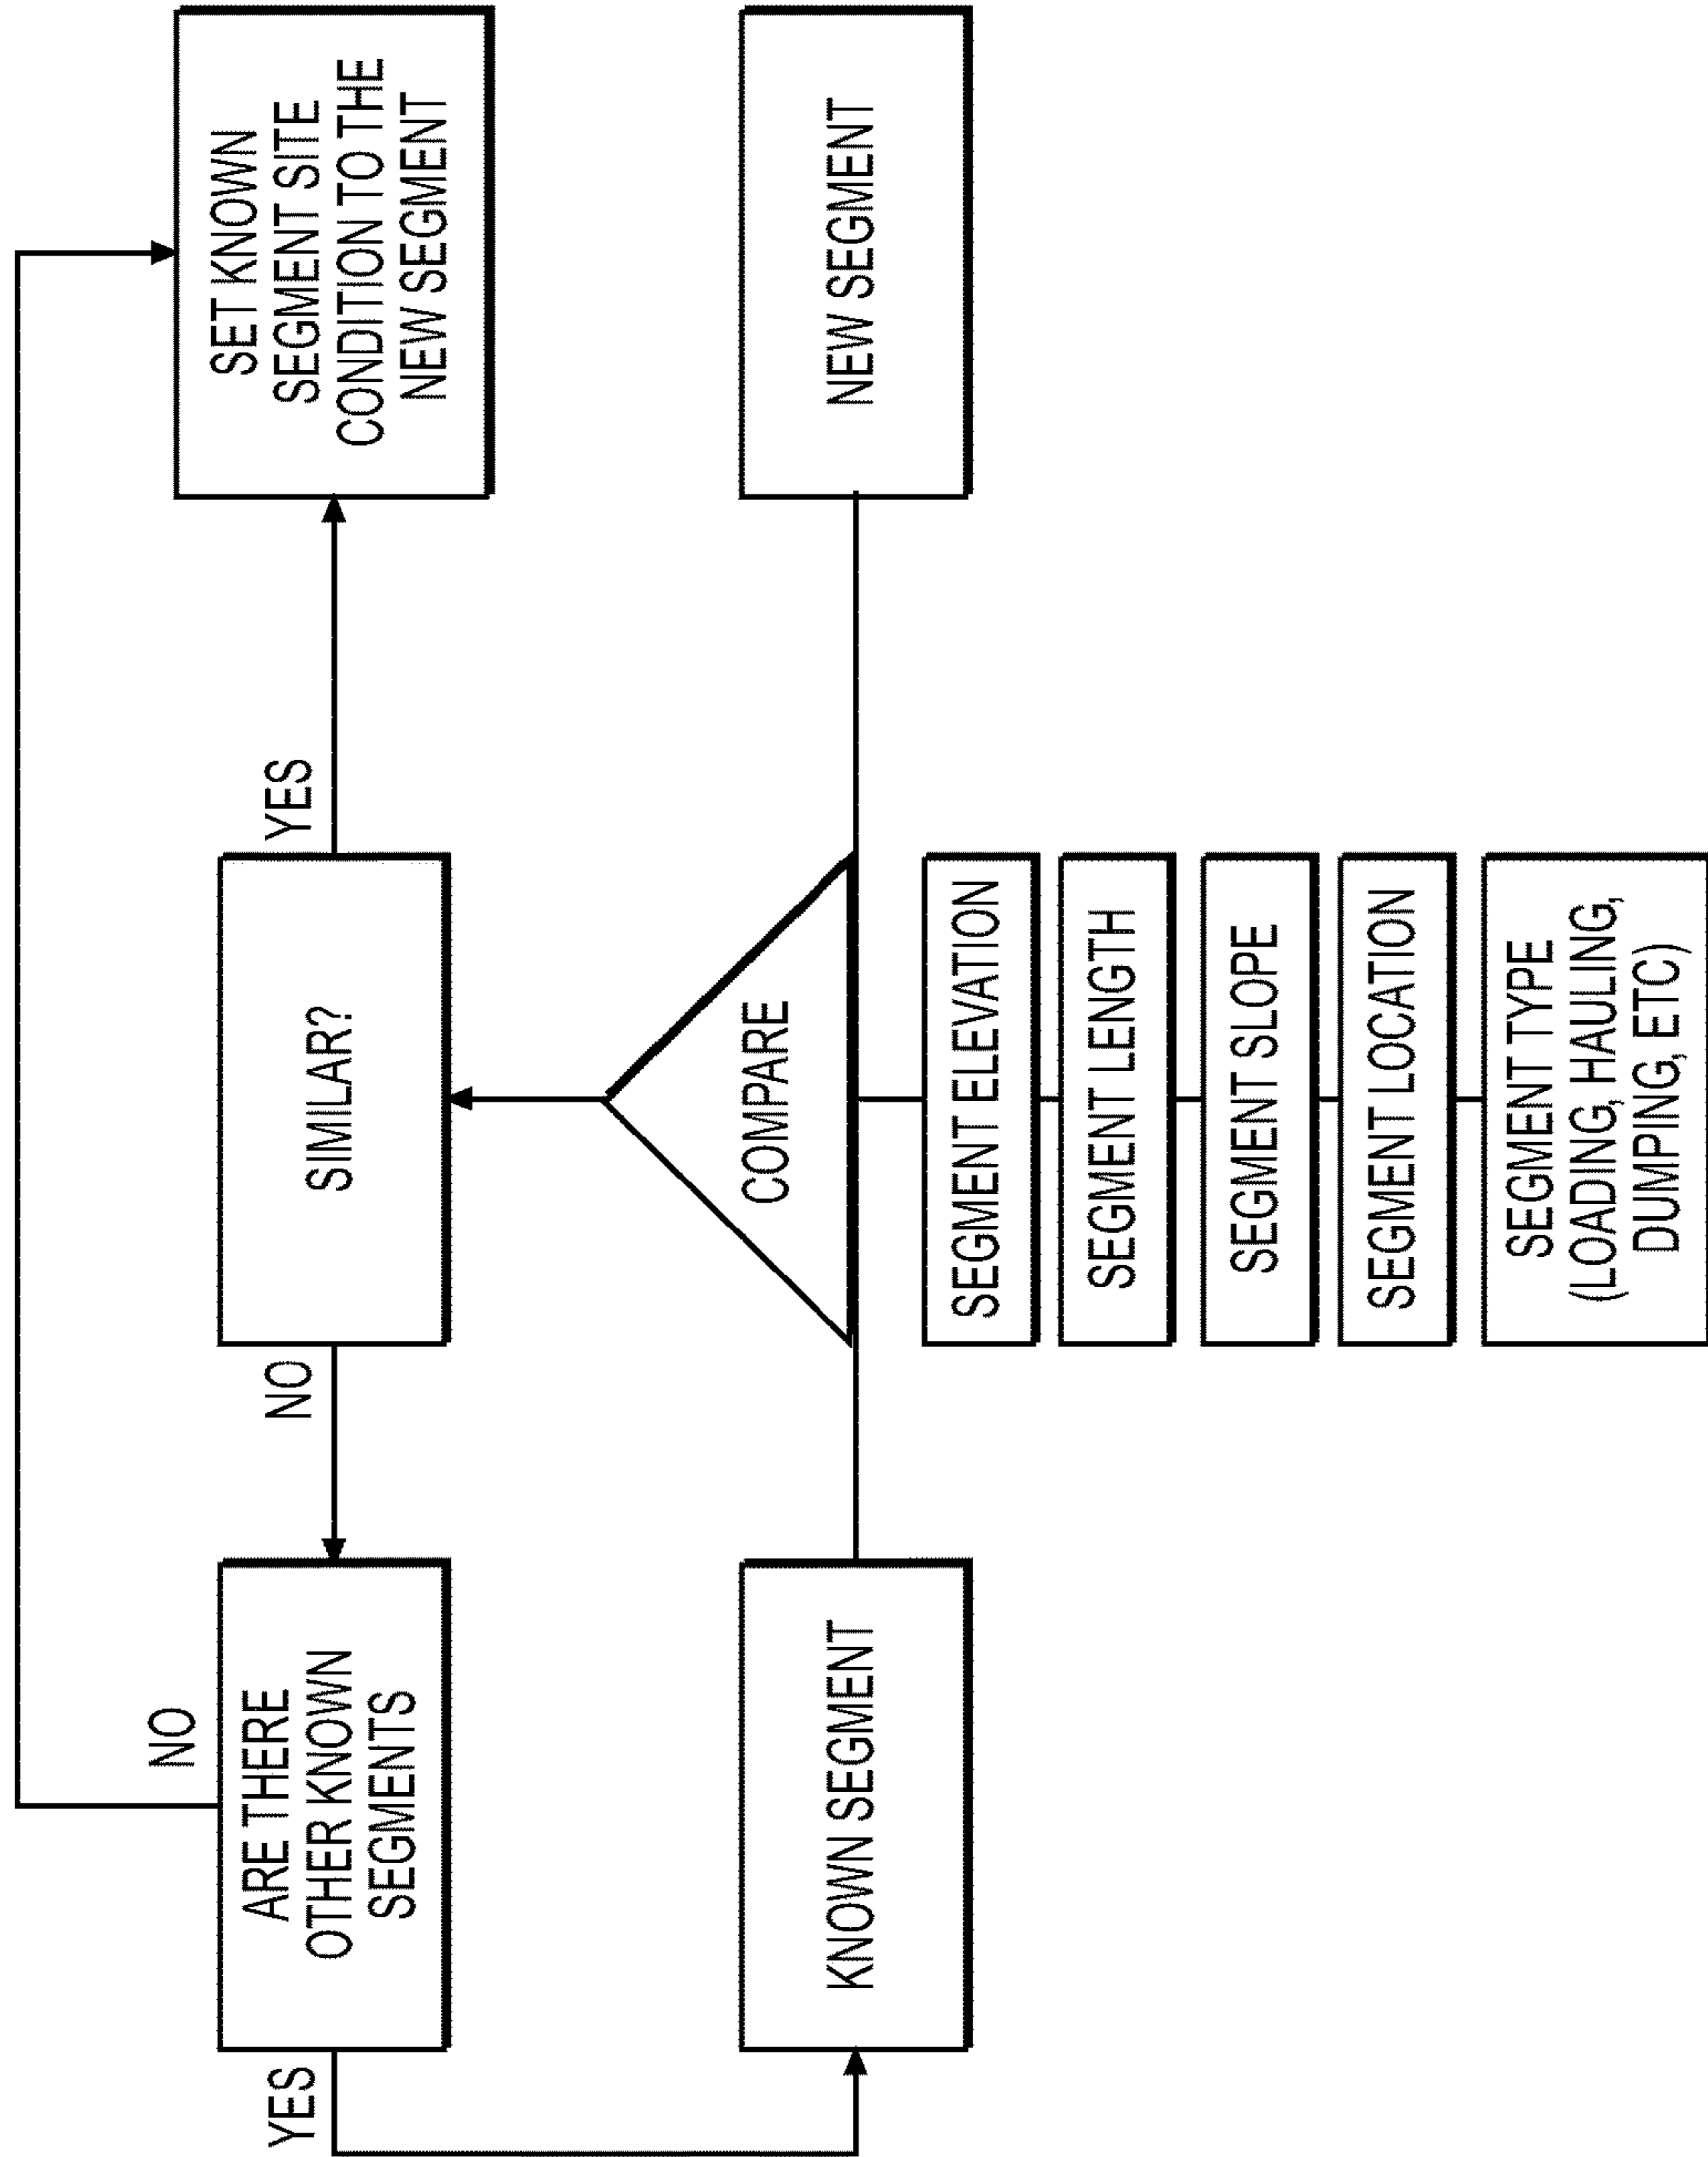 NO
ARE THERE
OTHER KNOWN
SEGMENTS
NO
SIMILAR?
YES
SET KNOWN
SEGMENT SITE
CONDITION TO THE
NEW SEGMENT
YES
KNOWN SEGMENT
COMPARE
NEW SEGMENT
SEGMENT ELEVATION
SEGMENT LENGTH
SEGMENT SLOPE
SEGMENT LOCATION
SEGMENT TYPE
(LOADING, HAULING,
DUMPING, ETC)